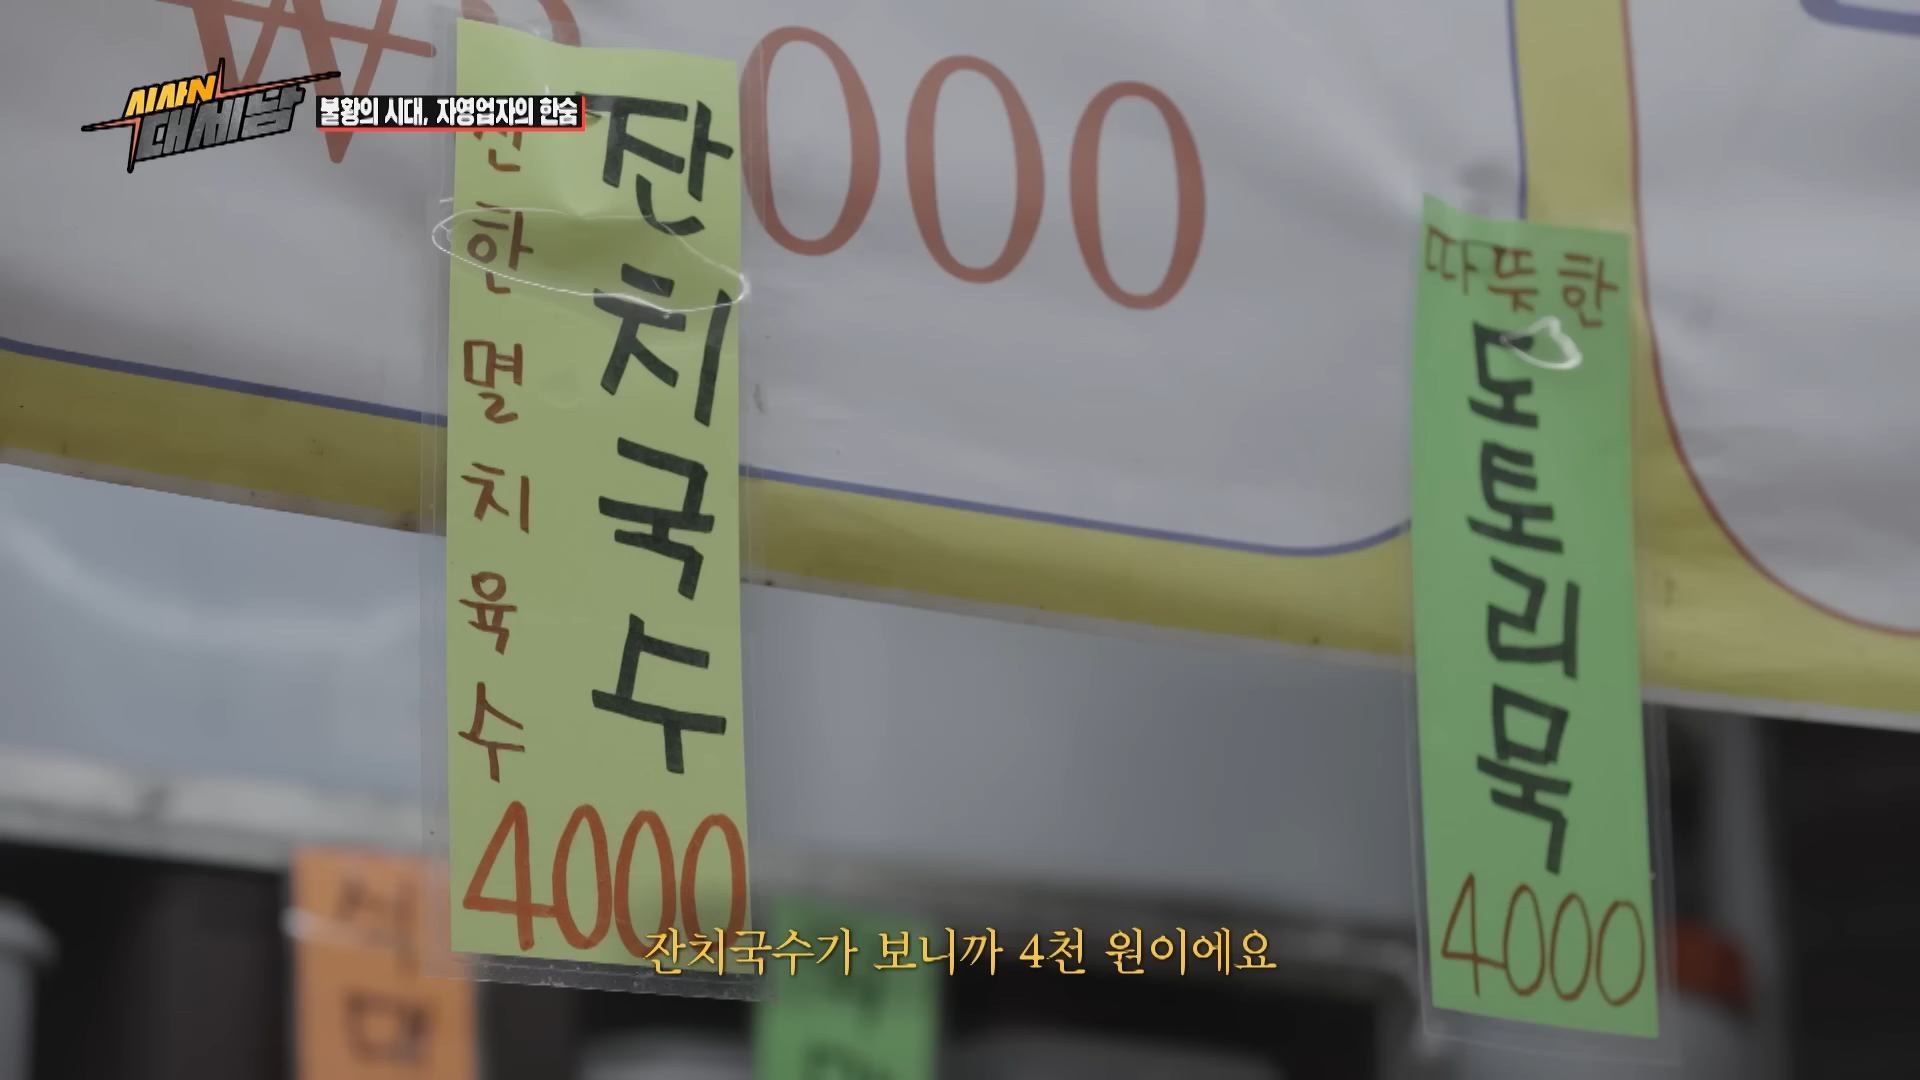 시사N
대세남
불황의 시대, 자영업자의 한숨
000
잔치국수
한 멸치육수
4000
따뜻한
도토리묵
4000
잔치국수가 보니까 4천 원이에요